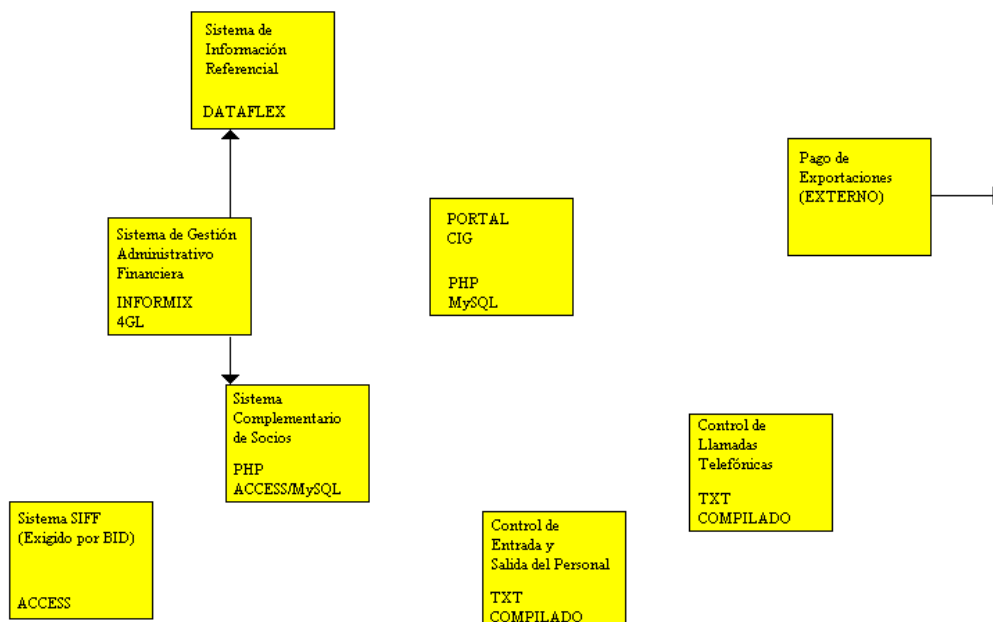 Sistema de
Información
Referencial
DATAFLEX
Pago de
Exportaciones
(EXTERNO)
Sistema de Gestión
Administrativo
Financiera
INFORMIX
4GL
PORTAL
CIG
PHP
MySQL
Sistema
Complementario
de Socios
PHP
ACCESS/MySQL
Control de
Llamadas
Telefónicas
TXT
COMPILADO
Sistema SIFF
(Exigido por BID)
ACCESS
Control de
Entrada y
Salida del Personal
TXT
COMPILADO